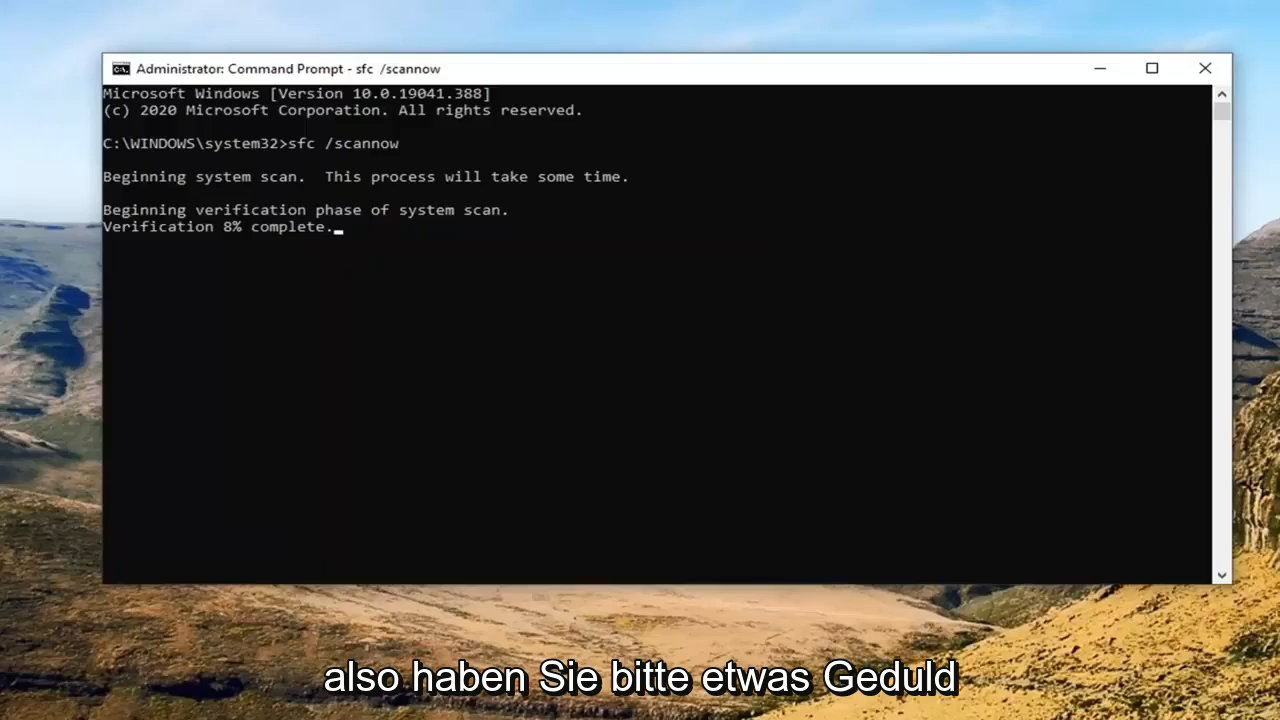 Administrator: Command Prompt - sfc  /scannow
Microsoft Windows [Version 10.0.19041.388]
(c) 2020 Microsoft Corporation. All rights reserved.
C:\WINDOWS\system32>sfc /scannow
Beginning system scan.  This process will take some time.
Beginning verification phase of system scan.
Verification 8% complete.
also haben Sie bitte etwas Geduld